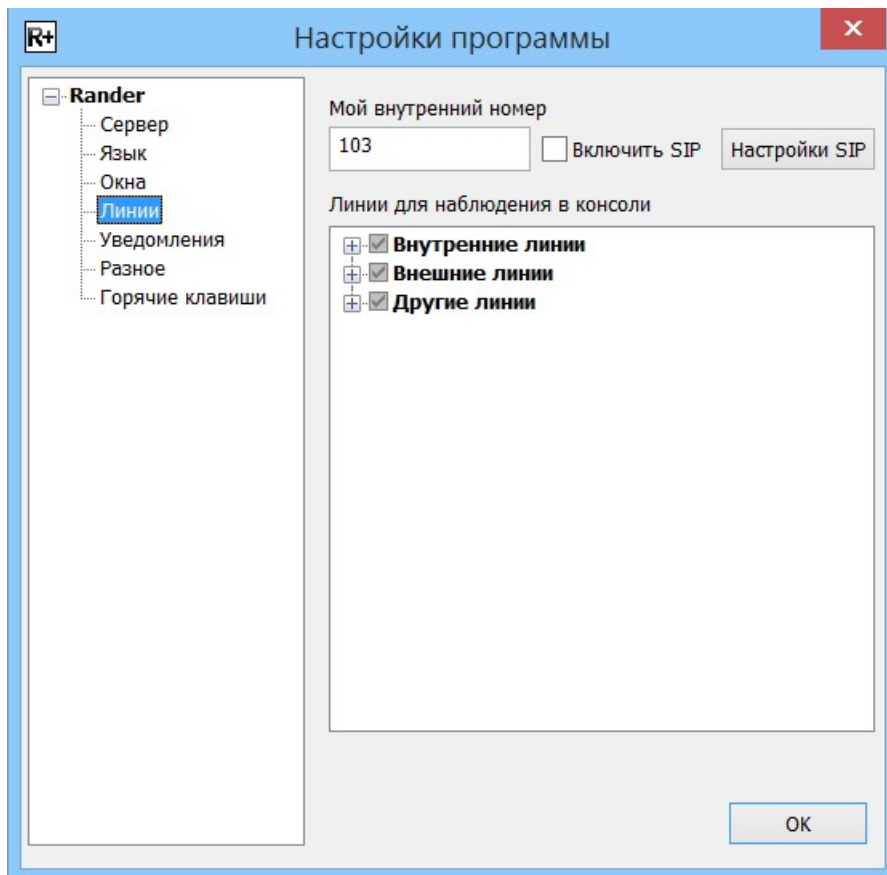 R+
Настройки программы
Rander
Сервер
Язык
Окна
Линии
Уведомления
Разное
Горячие клавиши
Мой внутренний номер
103
Включить SIP
Настройки SIP
Линии для наблюдения в консоли
Внутренние линии
Внешние линии
Другие линии
OK